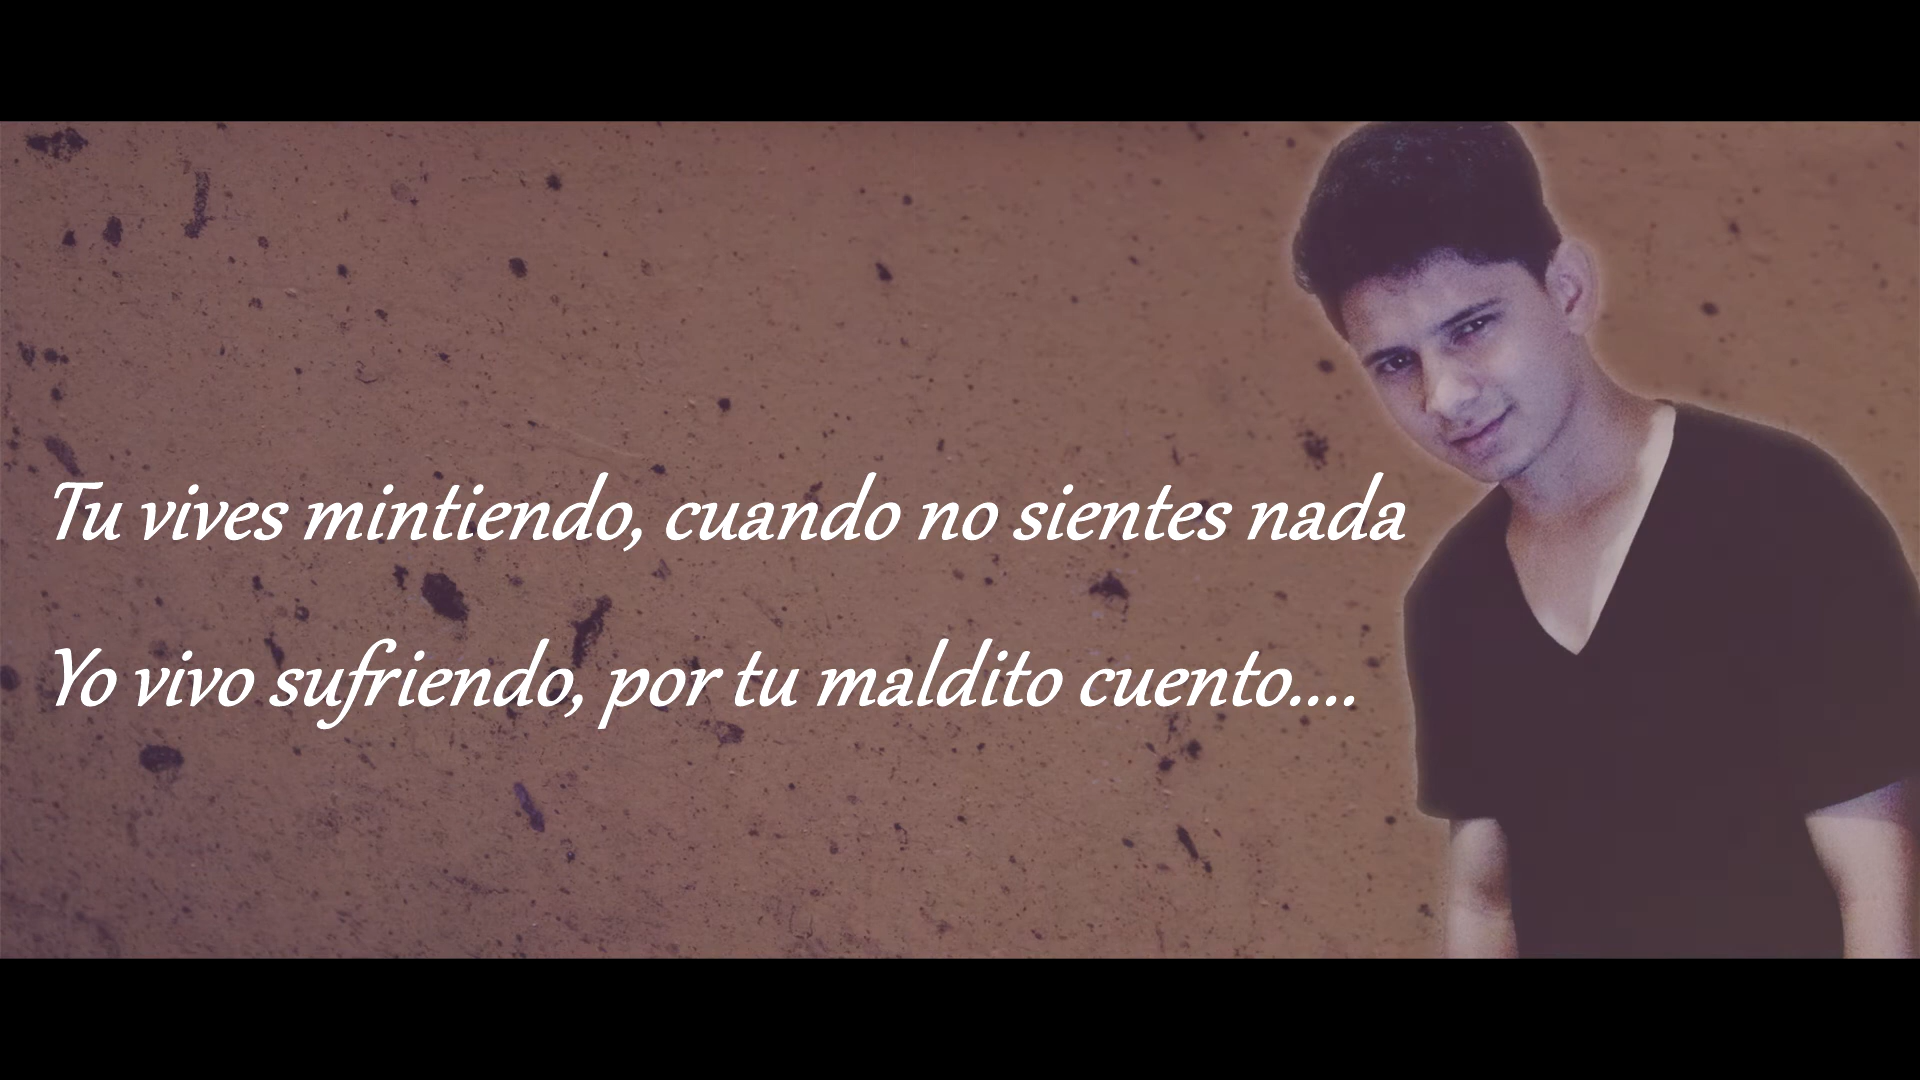 Tu vives mintiendo, cuando no sientes nada
Yo vivo sufriendo, por tu maldito cuento....